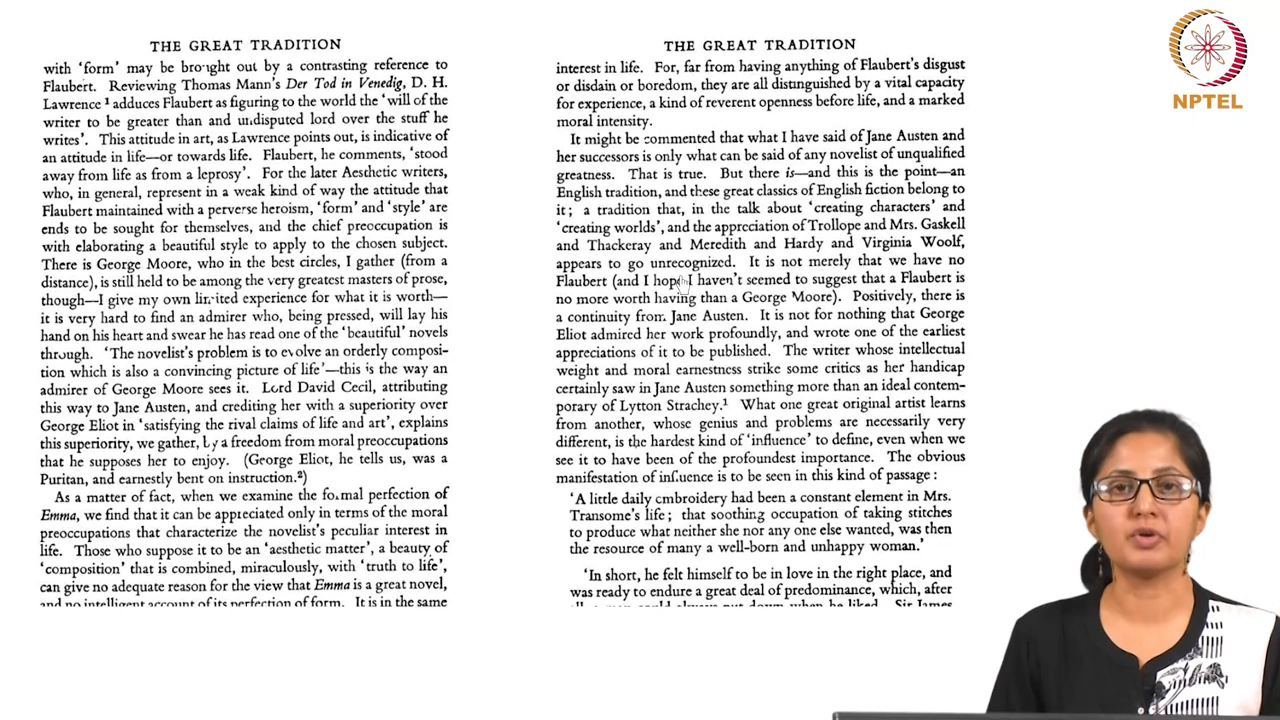 THE GREAT TRADITION
with 'form' may be brought out by a contrasting reference to
Flaubert. Reviewing Thomas Mann's Der Tod in Venedig, D. H.
Lawrence ¹ adduces Flaubert as figuring to the world the 'will of the
writer to be greater than and undisputed lord over the stuff he
writes'. This attitude in art, as Lawrence points out, is indicative of
an attitude in life—or towards life. Flaubert, he comments, 'stood
away from life as from a leprosy'. For the later Aesthetic writers,
who, in general, represent in a weak kind of way the attitude that
Flaubert maintained with a perverse heroism, 'form' and 'style' are
ends to be sought for themselves, and the chief preoccupation is
with elaborating a beautiful style to apply to the chosen subject.
There is George Moore, who in the best circles, I gather (from a
distance), is still held to be among the very greatest masters of prose,
though—I give my own limited experience for what it is worth—
it is very hard to find an admirer who, being pressed, will lay his
hand on his heart and swear he has read one of the 'beautiful' novels
through. 'The novelist's problem is to evolve an orderly composi-
tion which is also a convincing picture of life'—this is the way an
admirer of George Moore sees it. Lord David Cecil, attributing
this way to Jane Austen, and crediting her with a superiority over
George Eliot in 'satisfying the rival claims of life and art', explains
this superiority, we gather, by a freedom from moral preoccupations
that he supposes her to enjoy. (George Eliot, he tells us, was a
Puritan, and earnestly bent on instruction.²)
As a matter of fact, when we examine the formal perfection of
Emma, we find that it can be appreciated only in terms of the moral
preoccupations that characterize the novelist's peculiar interest in
life. Those who suppose it to be an 'aesthetic matter', a beauty of
'composition' that is combined, miraculously, with 'truth to life',
can give no adequate reason for the view that Emma is a great novel,
and no intelligent account of its perfection of form. It is in the same
THE GREAT TRADITION
interest in life. For, far from having anything of Flaubert's disgust
or disdain or boredom, they are all distinguished by a vital capacity
for experience, a kind of reverent openness before life, and a marked
moral intensity.
It might be commented that what I have said of Jane Austen and
her successors is only what can be said of any novelist of unqualified
greatness. That is true. But there is—and this is the point—an
English tradition, and these great classics of English fiction belong to
it; a tradition that, in the talk about 'creating characters' and
'creating worlds', and the appreciation of Trollope and Mrs. Gaskell
and Thackeray and Meredith and Hardy and Virginia Woolf,
appears to go unrecognized. It is not merely that we have no
Flaubert (and I hope I haven't seemed to suggest that a Flaubert is
no more worth having than a George Moore). Positively, there is
a continuity from Jane Austen. It is not for nothing that George
Eliot admired her work profoundly, and wrote one of the earliest
appreciations of it to be published. The writer whose intellectual
weight and moral earnestness strike some critics as her handicap
certainly saw in Jane Austen something more than an ideal contem-
porary of Lytton Strachey.¹ What one great original artist learns
from another, whose genius and problems are necessarily very
different, is the hardest kind of 'influence' to define, even when we
see it to have been of the profoundest importance. The obvious
manifestation of influence is to be seen in this kind of passage:
'A little daily embroidery had been a constant element in Mrs.
Transome's life; that soothing occupation of taking stitches
to produce what neither she nor any one else wanted, was then
the resource of many a well-born and unhappy woman.'
'In short, he felt himself to be in love in the right place, and
was ready to endure a great deal of predominance, which, after
all, a man could always put down when he liked. Sir James
NPTEL